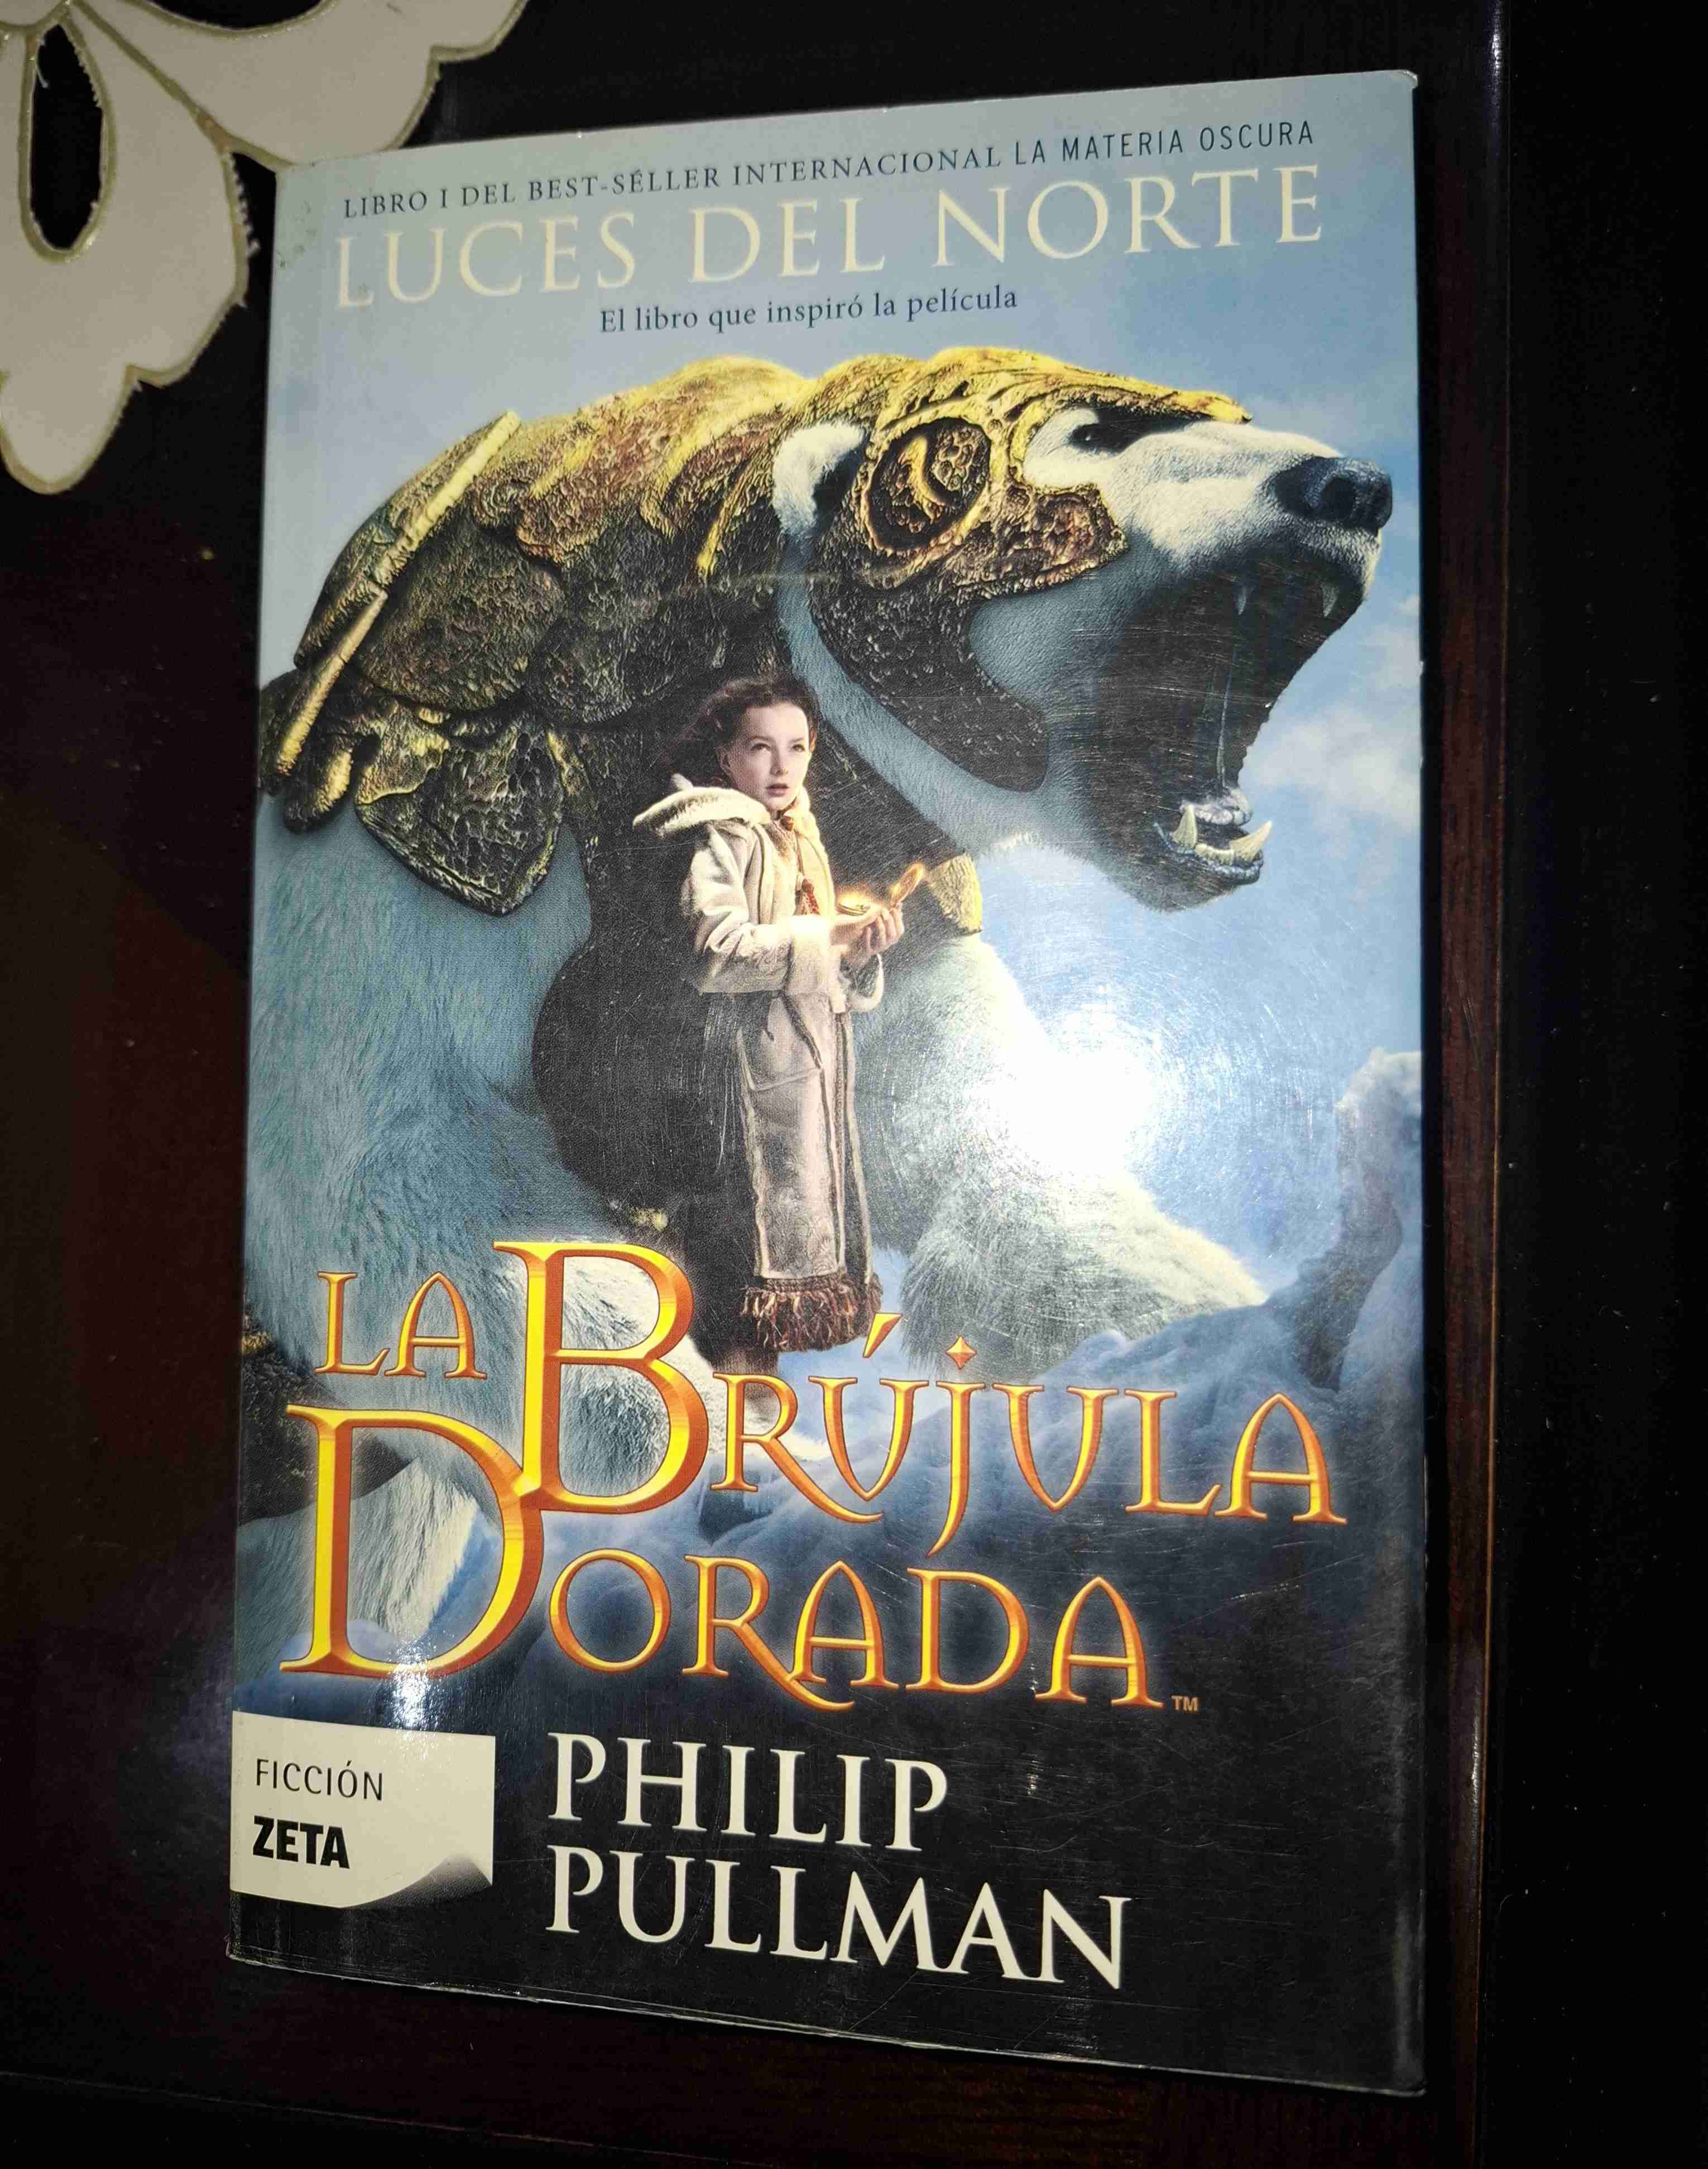 LIBRO I DEL BEST-SÉLLER INTERNACIONAL LA MATERIA OSCURA
LUCES DEL NORTE
El libro que inspiró la película
LA BRÚJULA
DORADA™
FICCIÓN
ZETA
PHILIP
PULLMAN